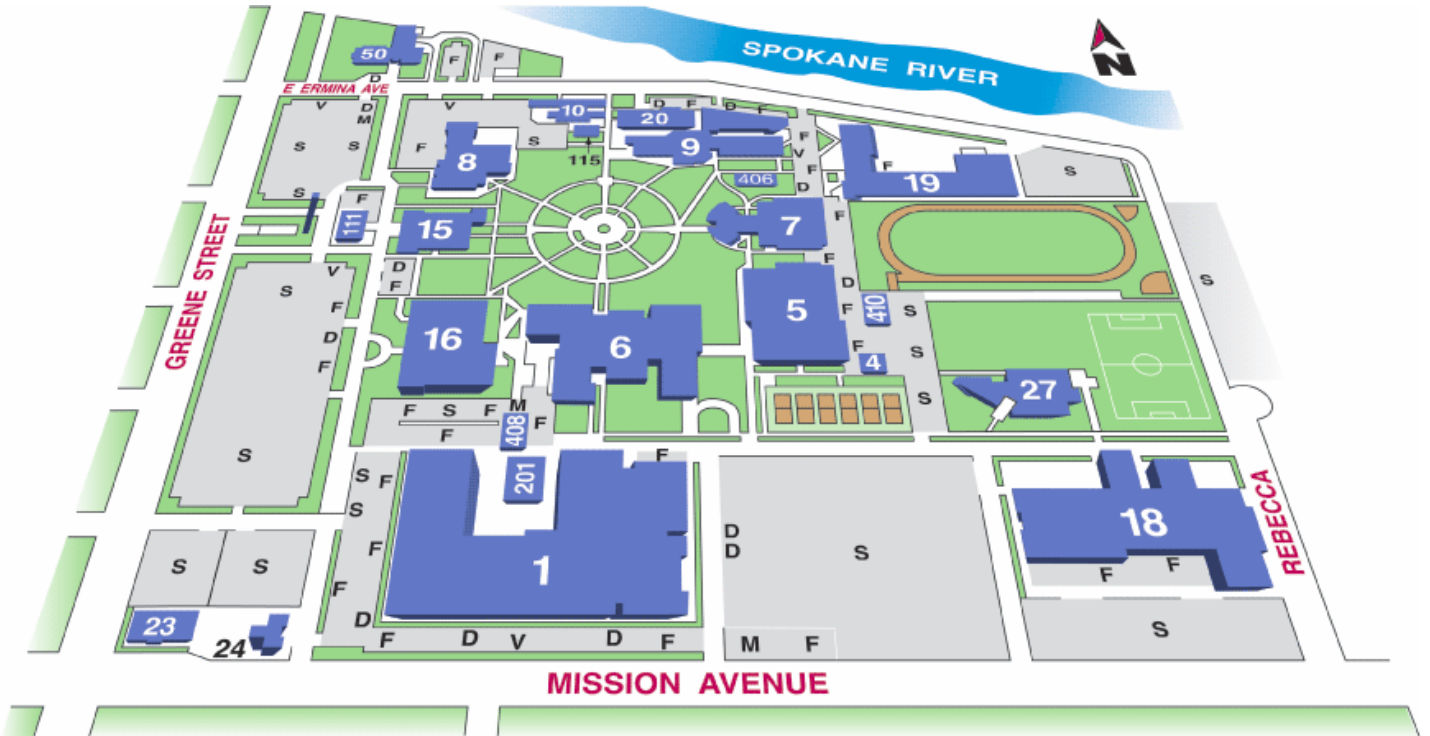 SPOKANE RIVER
N
50
F
F
D
E ERMINA AVE
V
D
M
V
10
D
F
D
F
20
S
S
F
8
S
115
9
F
V
F
D
406
F
19
S
S
F
111
15
7
F
GREENE STREET
V
S
D
F
F
D
S
F
16
6
5
F
410
S
D
F
F
4
S
27
S
F
S
F
M
F
F
408
S
S
F
201
F
S
F
F
D
1
D
D
S
18
F
F
REBECCA
S
S
S
23
24
D
F
D
V
D
F
M
F
S
MISSION AVENUE